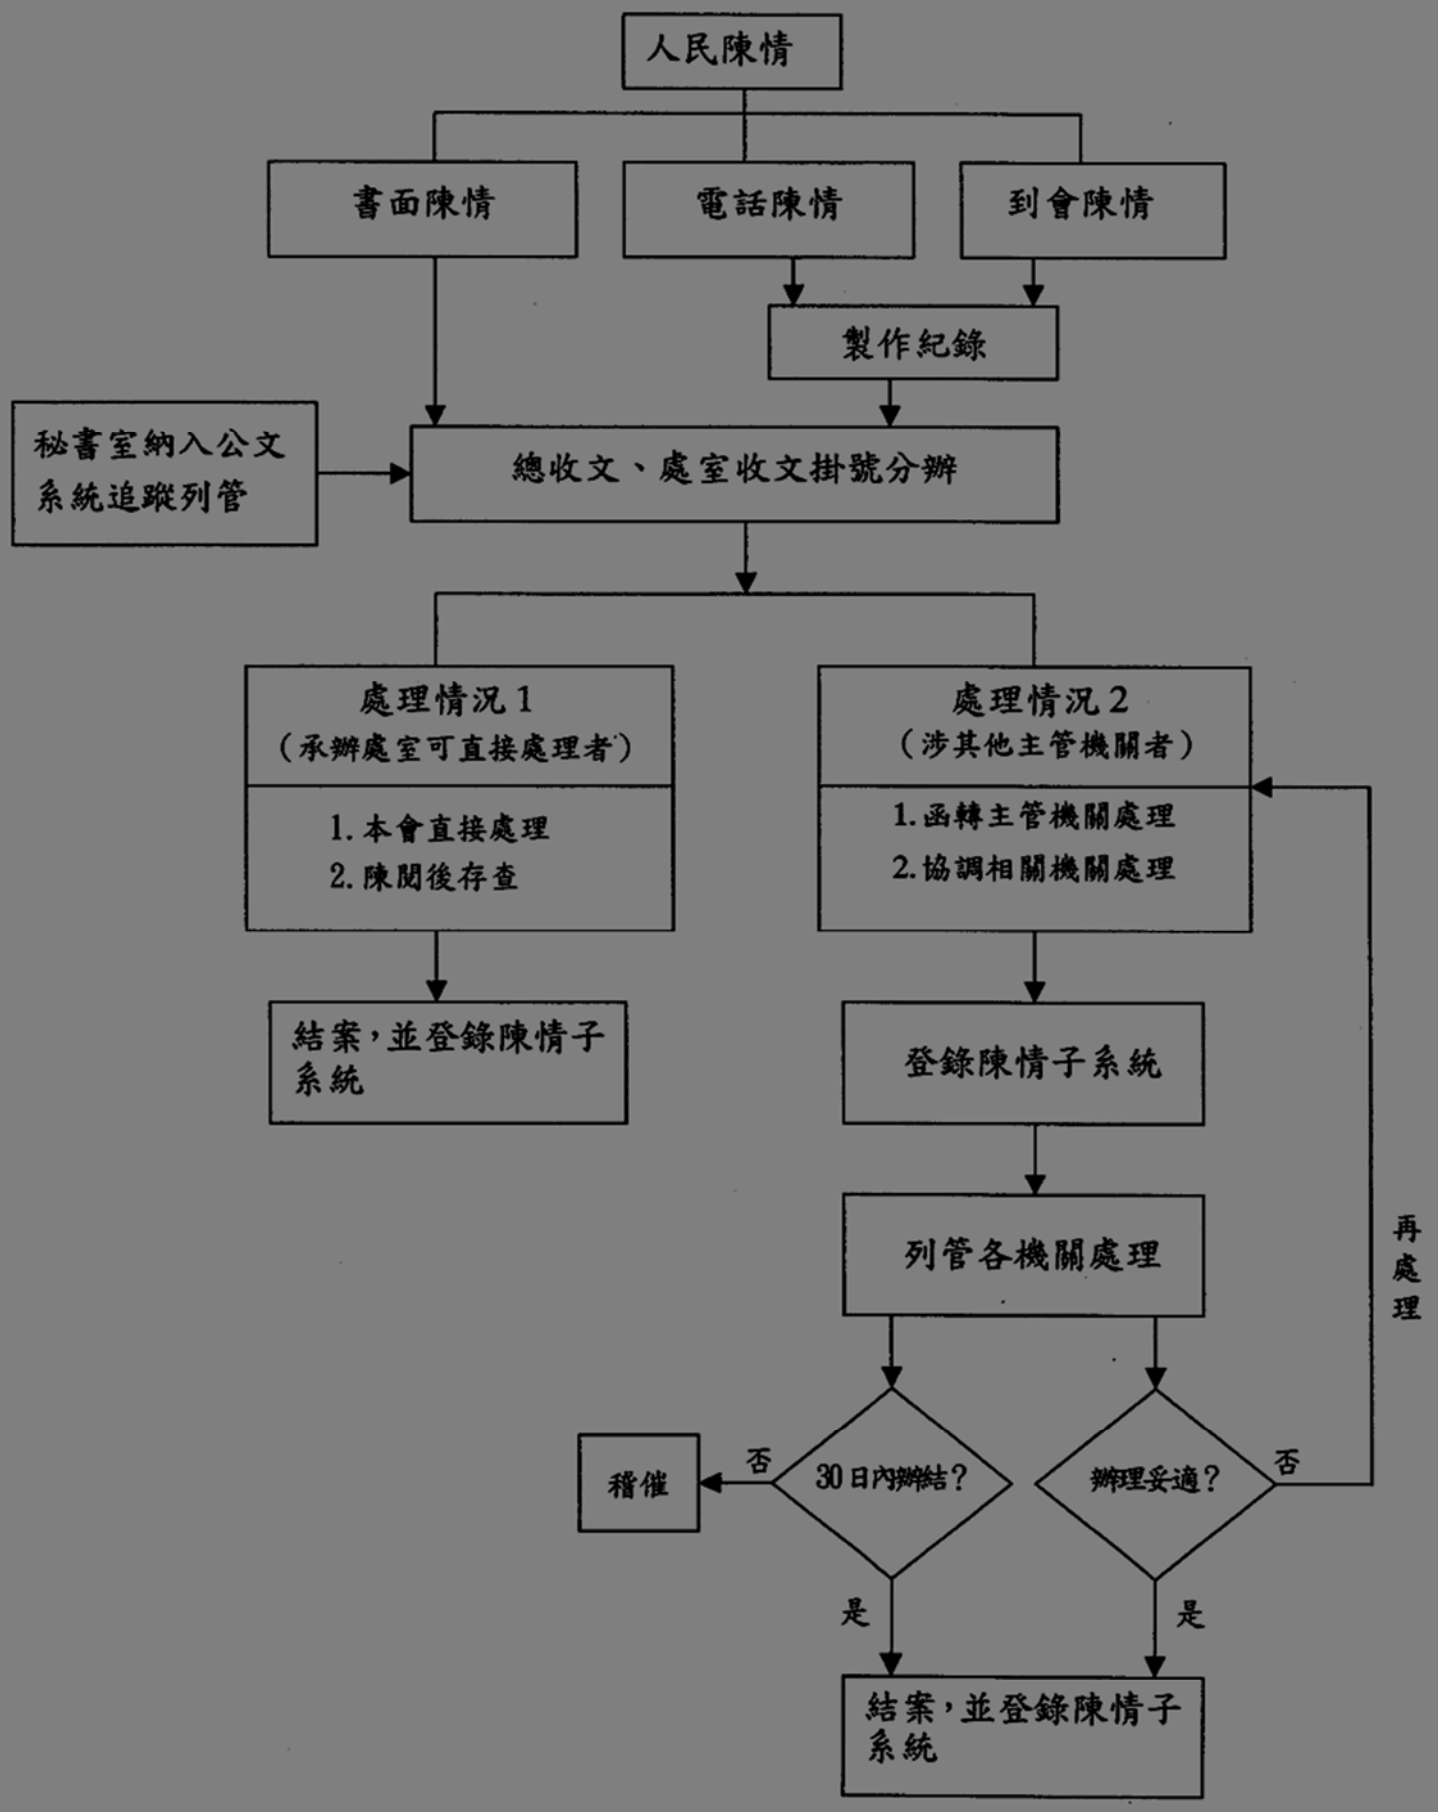 人民陳情
書面陳情
電話陳情
到會陳情
製作紀錄
秘書室納入公文
系統追蹤列管
總收文、處室收文掛號分辦
處理情況1
（承辦處室可直接處理者）
1.本會直接處理
2.陳閱後存查
處理情況2
（涉其他主管機關者）
1.函轉主管機關處理
2.協調相關機關處理
結案，並登錄陳情子
系統
登錄陳情子系統
列管各機關處理
再
處
理
稽催
否
30日內辦結？
辦理妥適？
否
是
是
結案，並登錄陳情子
系統